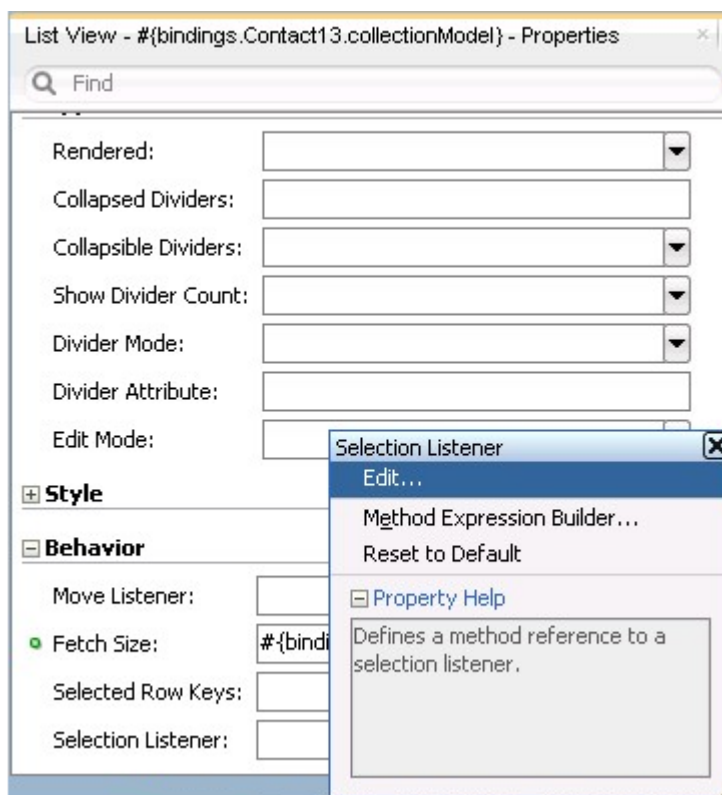 List View - #{bindings.Contact13.collectionModel} - Properties
Find
Rendered:
Collapsed Dividers:
Collapsible Dividers:
Show Divider Count:
Divider Mode:
Divider Attribute:
Edit Mode:
Style
Behavior
Move Listener:
Fetch Size: #{bindi
Selected Row Keys:
Selection Listener:
Selection Listener
Edit...
Method Expression Builder...
Reset to Default
Property Help
Defines a method reference to a
selection listener.